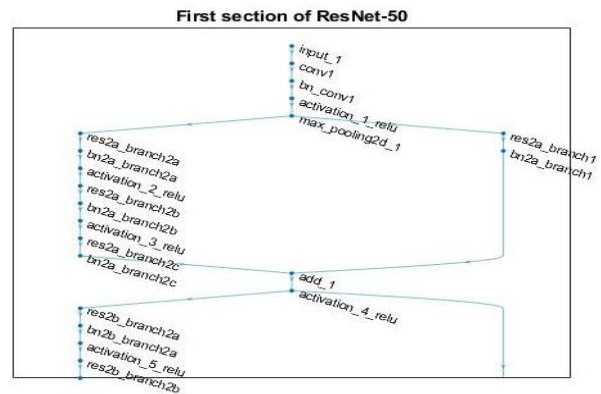 First section of ResNet-50
input_1
conv1
bn_conv1
activation_1_relu
max_pooling2d_1
res2a_branch2a
bn2a_branch2a
activation_2_relu
res2a_branch2b
bn2a_branch2b
activation_3_relu
res2a_branch2c
bn2a_branch2c
res2a_branch1
bn2a_branch1
add_1
activation_4_relu
res2b_branch2a
bn2b_branch2a
activation_5_relu
res2b_branch2b